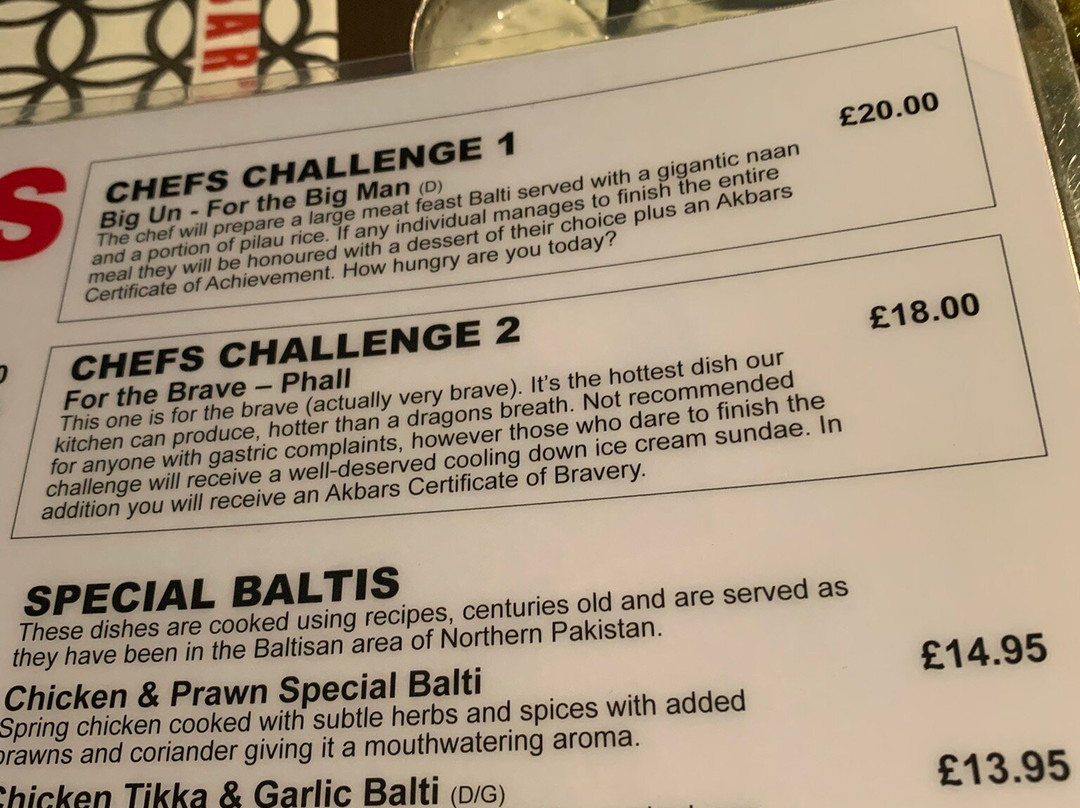 BAR
S
CHEFS CHALLENGE 1
£20.00
Big Un - For the Big Man (D)
The chef will prepare a large meat feast Balti served with a gigantic naan
and a portion of pilau rice. If any individual manages to finish the entire
meal they will be honoured with a dessert of their choice plus an Akbars
Certificate of Achievement. How hungry are you today?
CHEFS CHALLENGE 2
£18.00
For the Brave – Phall
This one is for the brave (actually very brave). It's the hottest dish our
kitchen can produce, hotter than a dragons breath. Not recommended
for anyone with gastric complaints, however those who dare to finish the
challenge will receive a well-deserved cooling down ice cream sundae. In
addition you will receive an Akbars Certificate of Bravery.
SPECIAL BALTIS
These dishes are cooked using recipes, centuries old and are served as
they have been in the Baltisan area of Northern Pakistan.
Chicken & Prawn Special Balti
£14.95
Spring chicken cooked with subtle herbs and spices with added
prawns and coriander giving it a mouthwatering aroma.
Chicken Tikka & Garlic Balti (D/G)
£13.95